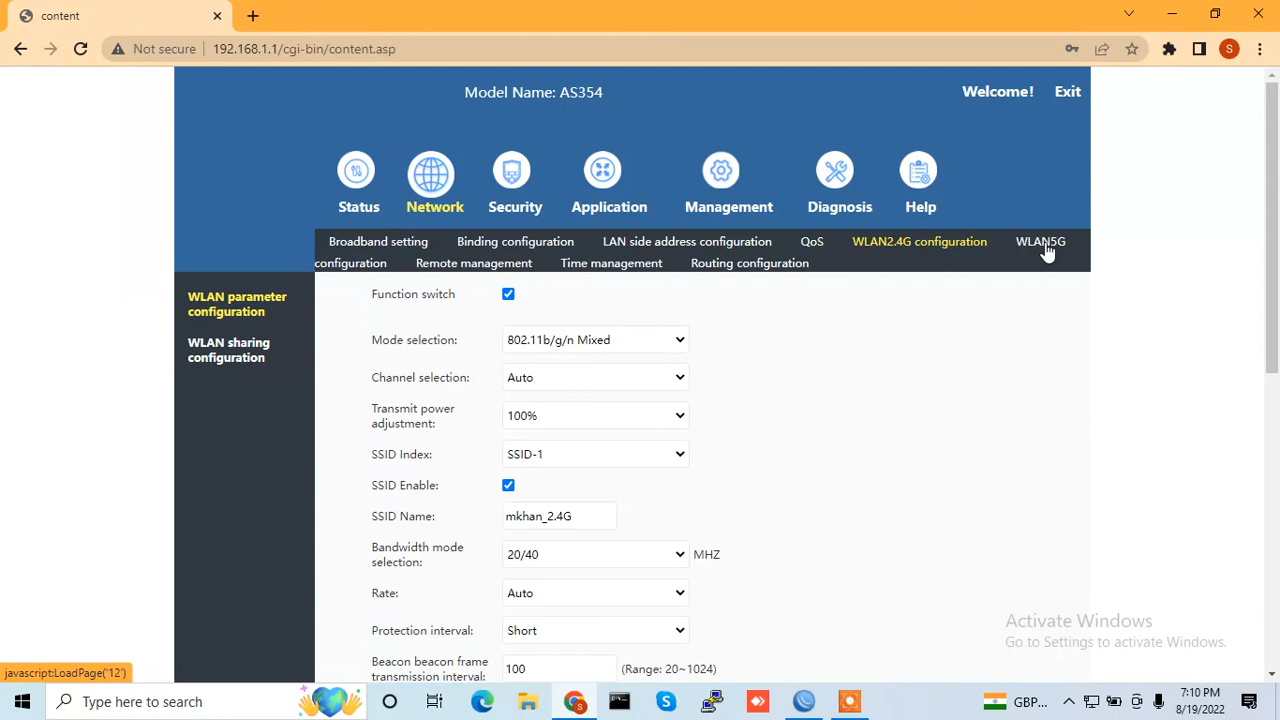 content
Not secure 192.168.1.1/cgi-bin/content.asp
S
Model Name: AS354
Welcome! Exit
Status Network Security Application Management Diagnosis Help
Broadband setting Binding configuration LAN side address configuration QoS WLAN2.4G configuration WLAN5G
configuration Remote management Time management Routing configuration
WLAN parameter
configuration
WLAN sharing
configuration
Function switch
Mode selection: 802.11b/g/n Mixed
Channel selection: Auto
Transmit power
adjustment: 100%
SSID Index: SSID-1
SSID Enable:
SSID Name: mkhan_2.4G
Bandwidth mode
selection: 20/40 MHZ
Rate: Auto
Protection interval: Short
Beacon beacon frame
transmission interval: 100 (Range: 20~1024)
Activate Windows
Go to Settings to activate Windows.
javascript:LoadPage('12')
Type here to search
GBP...
7:10 PM
8/19/2022